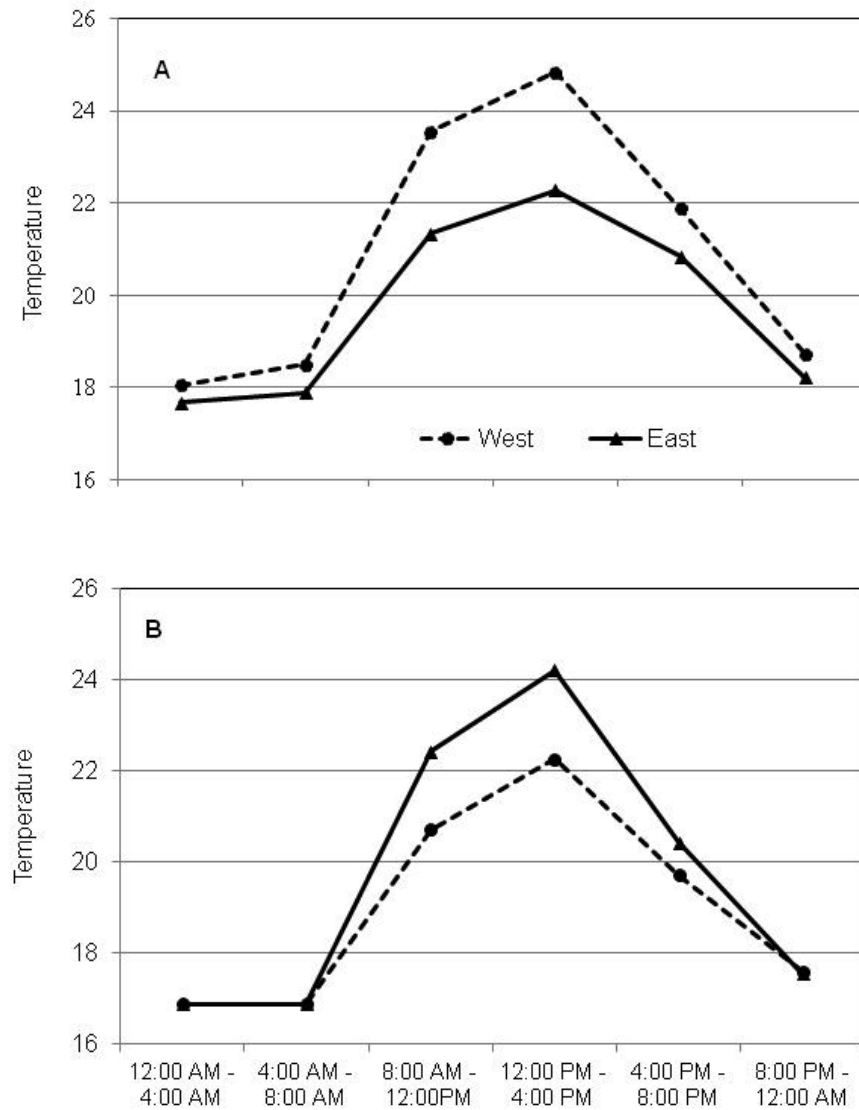 26
A
24
22
20
18
16
Temperature
West East
26
B
24
22
20
18
16
Temperature
12:00 AM - 4:00 AM - 8:00 AM - 12:00 PM - 4:00 PM - 8:00 PM -
4:00 AM 8:00 AM 12:00PM 4:00 PM 8:00 PM 12:00 AM